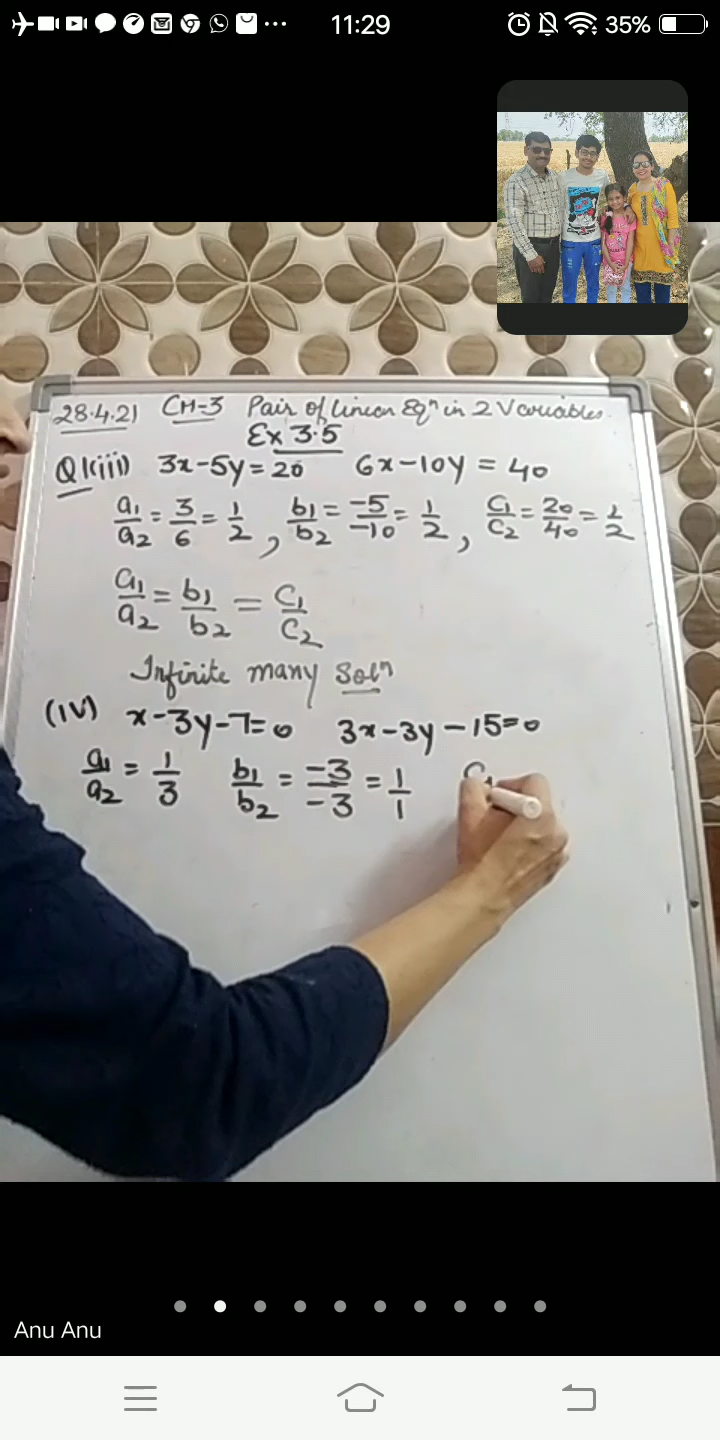 11:29
35%
28.4.21 CH-3 Pair of linear Eqⁿ in 2 Variables.
Ex 3.5
Q1(iii) 3x-5y=20 6x-10y = 40
a₁/a₂ = 3/6 = 1/2, b₁/b₂ = -5/-10 = 1/2, C₁/C₂ = 20/40 = 1/2
a₁/a₂ = b₁/b₂ = C₁/C₂
Infinite many Solⁿ
(iv) x-3y-7=0 3x-3y-15=0
a₁/a₂ = 1/3 b₁/b₂ = -3/-3 = 1/1 C₁
Anu Anu